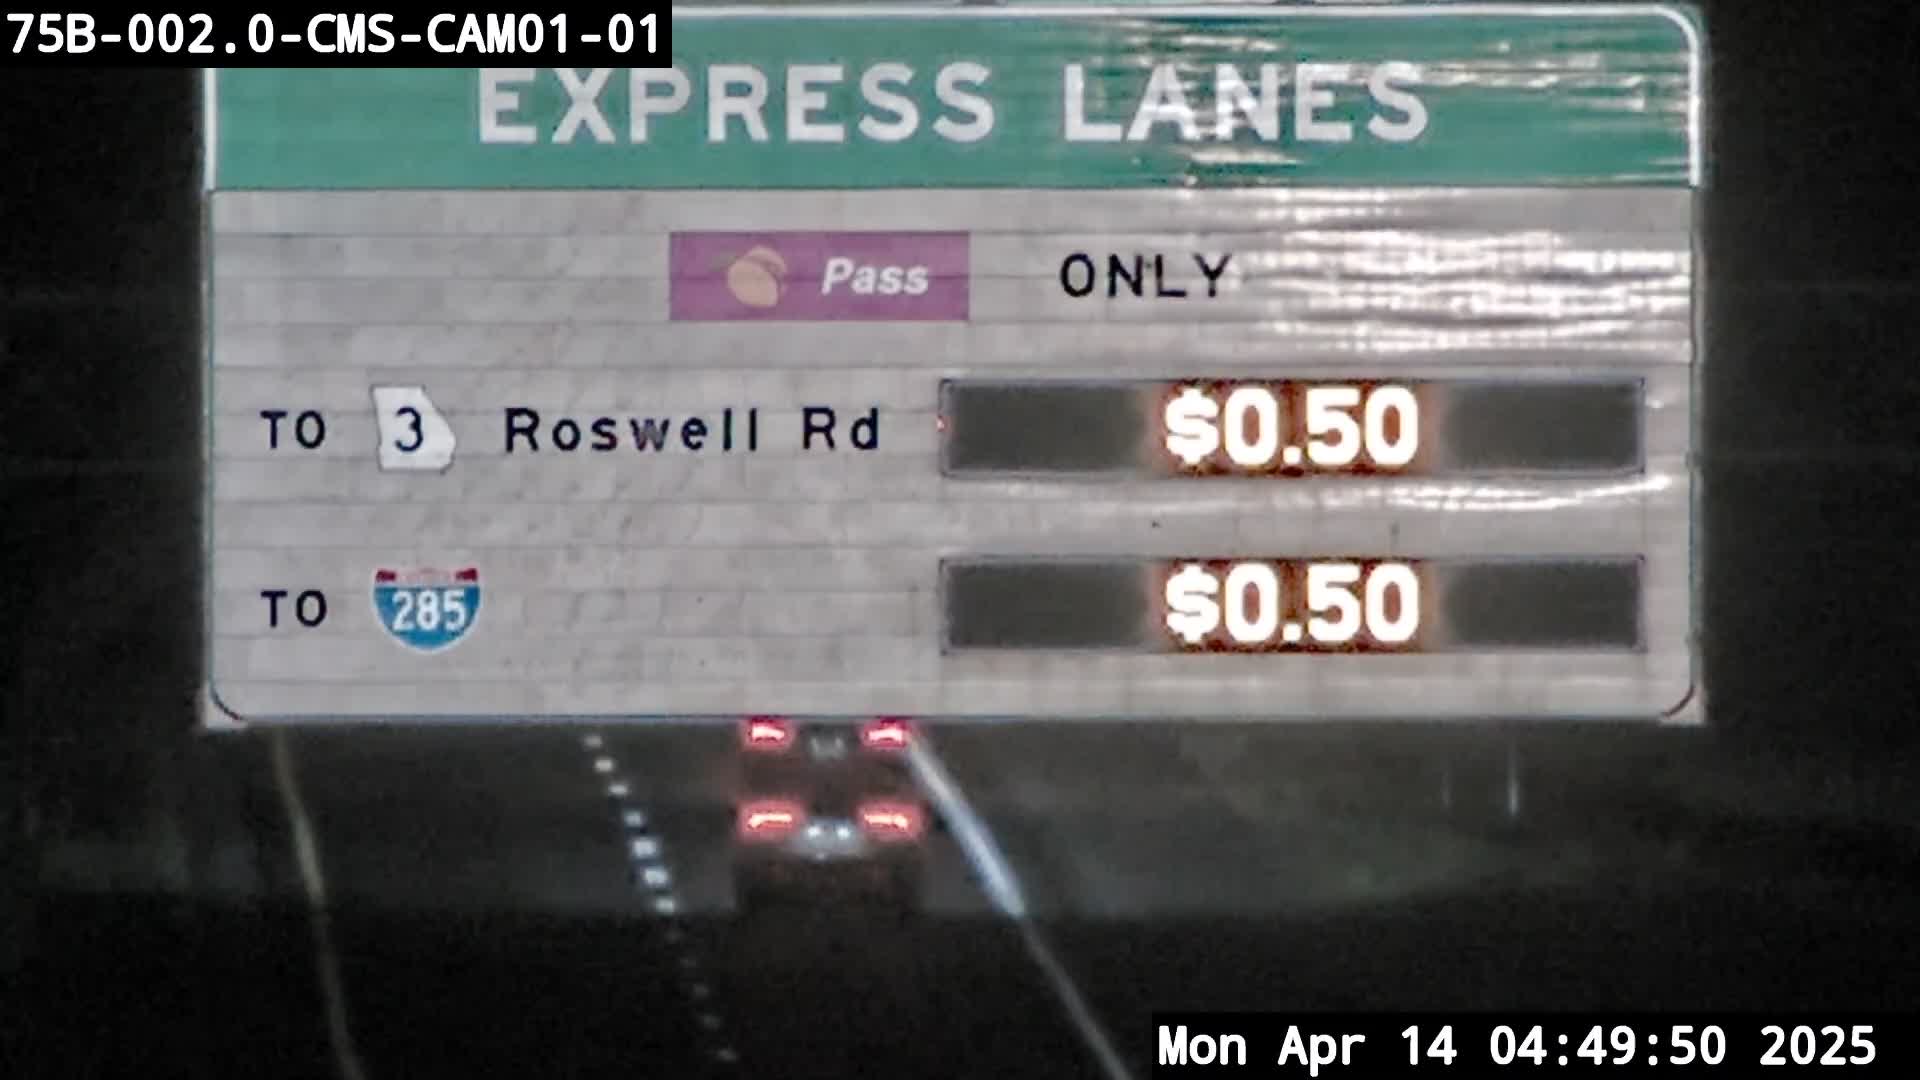 75B-002.0-CMS-CAM01-01
EXPRESS LANES
Pass ONLY
TO 3 Roswell Rd $0.50
TO 285 $0.50
Mon Apr 14 04:49:50 2025